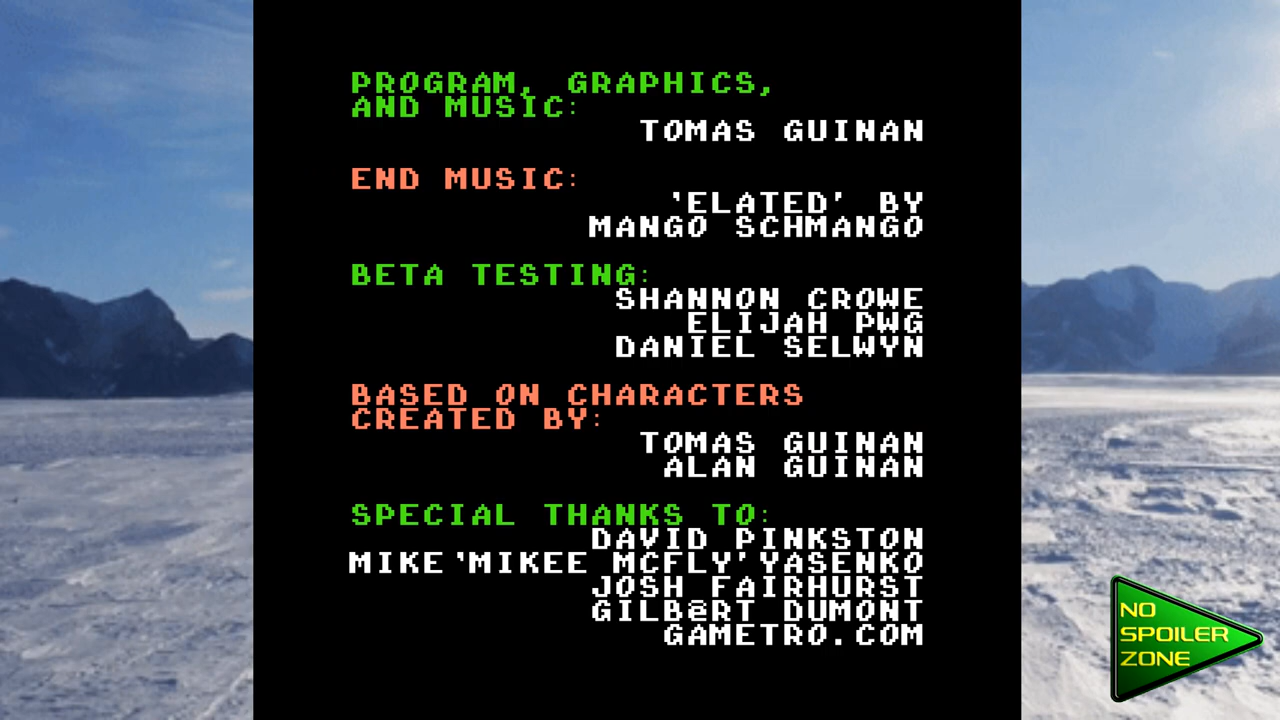 PROGRAM, GRAPHICS,
AND MUSIC:
TOMAS GUINAN
END MUSIC:
'ELATED' BY
MANGO SCHMANGO
BETA TESTING:
SHANNON CROWE
ELIJAH PWG
DANIEL SELWYN
BASED ON CHARACTERS
CREATED BY:
TOMAS GUINAN
ALAN GUINAN
SPECIAL THANKS TO:
DAVID PINKSTON
MIKE 'MIKEE MCFLY' YASENKO
JOSH FAIRHURST
GILB@RT DUMONT
GAMETRO.COM
NO
SPOILER
ZONE